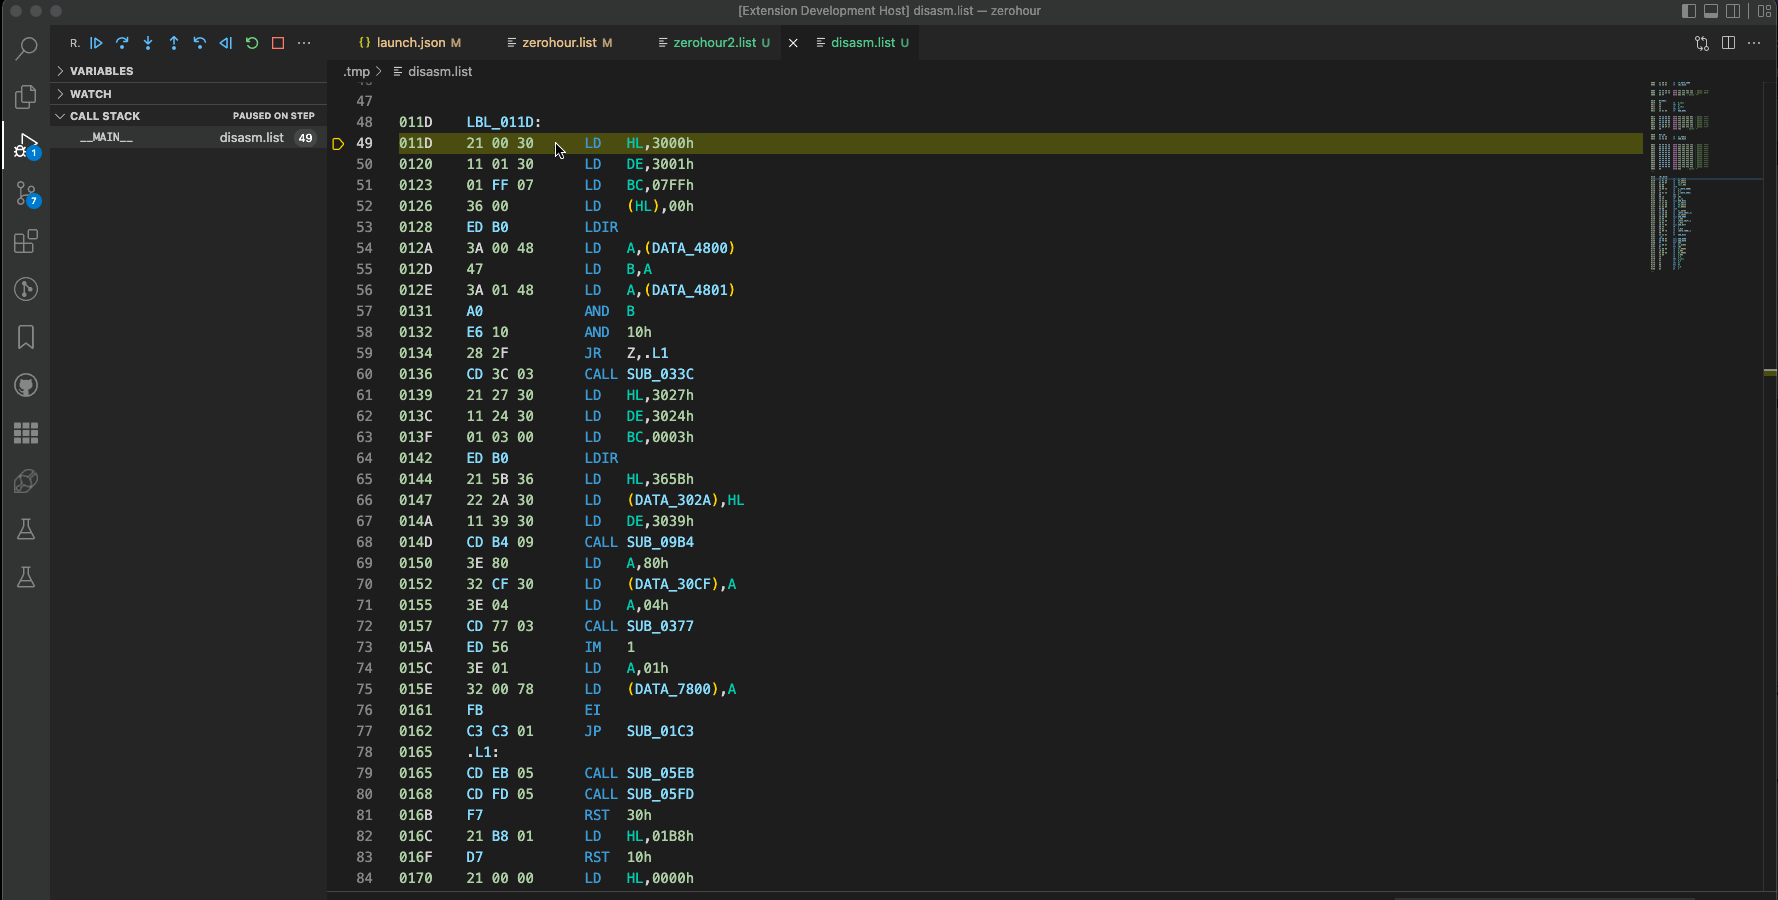 [Extension Development Host] disasm.list — zerohour
R.
launch.json M
zerohour.list M
zerohour2.list U
disasm.list U
VARIABLES
WATCH
CALL STACK PAUSED ON STEP
__MAIN__ disasm.list 49
1
7
.tmp > disasm.list
47
48 011D LBL_011D:
49 011D 21 00 30 LD HL,3000h
50 0120 11 01 30 LD DE,3001h
51 0123 01 FF 07 LD BC,07FFh
52 0126 36 00 LD (HL),00h
53 0128 ED B0 LDIR
54 012A 3A 00 48 LD A,(DATA_4800)
55 012D 47 LD B,A
56 012E 3A 01 48 LD A,(DATA_4801)
57 0131 A0 AND B
58 0132 E6 10 AND 10h
59 0134 28 2F JR Z,.L1
60 0136 CD 3C 03 CALL SUB_033C
61 0139 21 27 30 LD HL,3027h
62 013C 11 24 30 LD DE,3024h
63 013F 01 03 00 LD BC,0003h
64 0142 ED B0 LDIR
65 0144 21 5B 36 LD HL,365Bh
66 0147 22 2A 30 LD (DATA_302A),HL
67 014A 11 39 30 LD DE,3039h
68 014D CD B4 09 CALL SUB_09B4
69 0150 3E 80 LD A,80h
70 0152 32 CF 30 LD (DATA_30CF),A
71 0155 3E 04 LD A,04h
72 0157 CD 77 03 CALL SUB_0377
73 015A ED 56 IM 1
74 015C 3E 01 LD A,01h
75 015E 32 00 78 LD (DATA_7800),A
76 0161 FB EI
77 0162 C3 C3 01 JP SUB_01C3
78 0165 .L1:
79 0165 CD EB 05 CALL SUB_05EB
80 0168 CD FD 05 CALL SUB_05FD
81 016B F7 RST 30h
82 016C 21 B8 01 LD HL,01B8h
83 016F D7 RST 10h
84 0170 21 00 00 LD HL,0000h